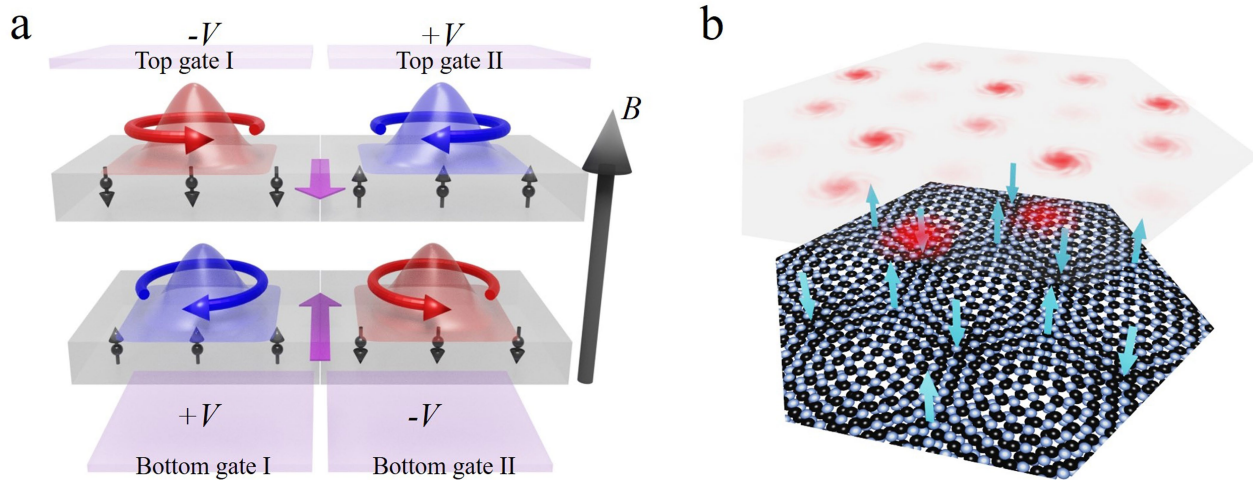 a
-V
Top gate I
+V
Top gate II
B
+V
Bottom gate I
-V
Bottom gate II
b